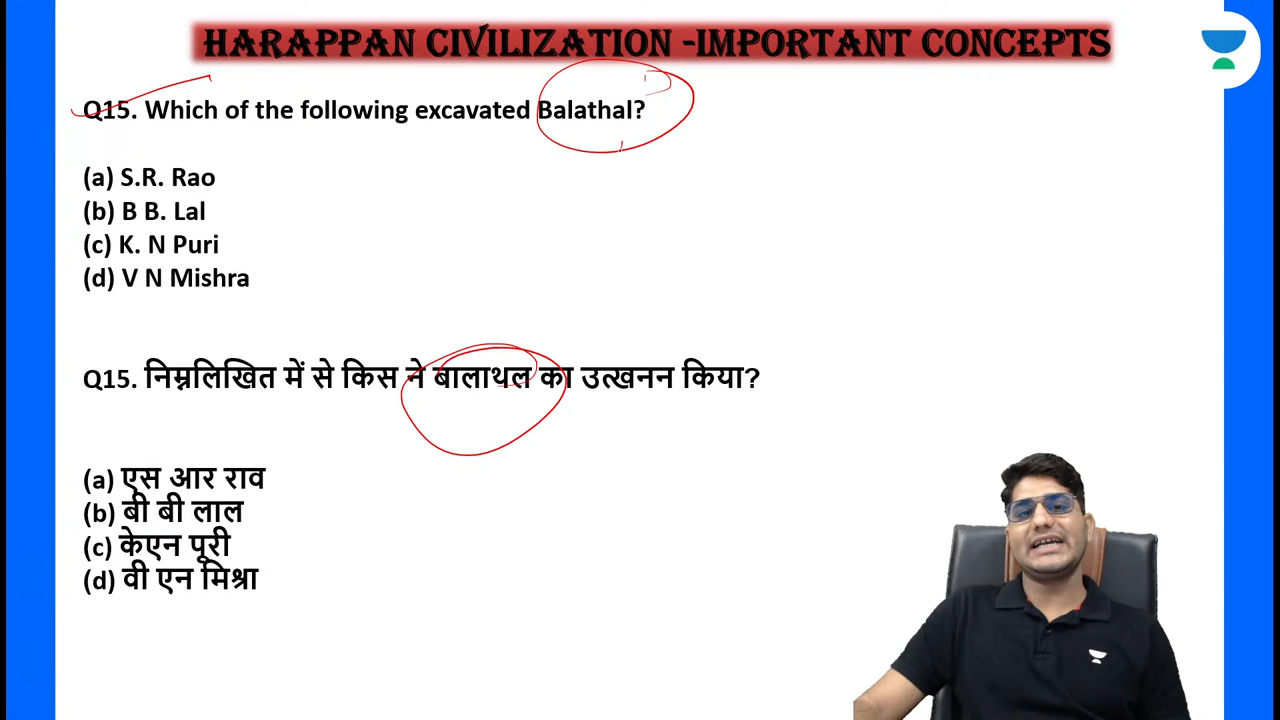 HARAPPAN CIVILIZATION -IMPORTANT CONCEPTS
Q15. Which of the following excavated Balathal?
(a) S.R. Rao
(b) B B. Lal
(c) K. N Puri
(d) V N Mishra
Q15. निम्नलिखित में से किस ने बालाथल का उत्खनन किया?
(a) एस आर राव
(b) बी बी लाल
(c) केएन पूरी
(d) वी एन मिश्रा